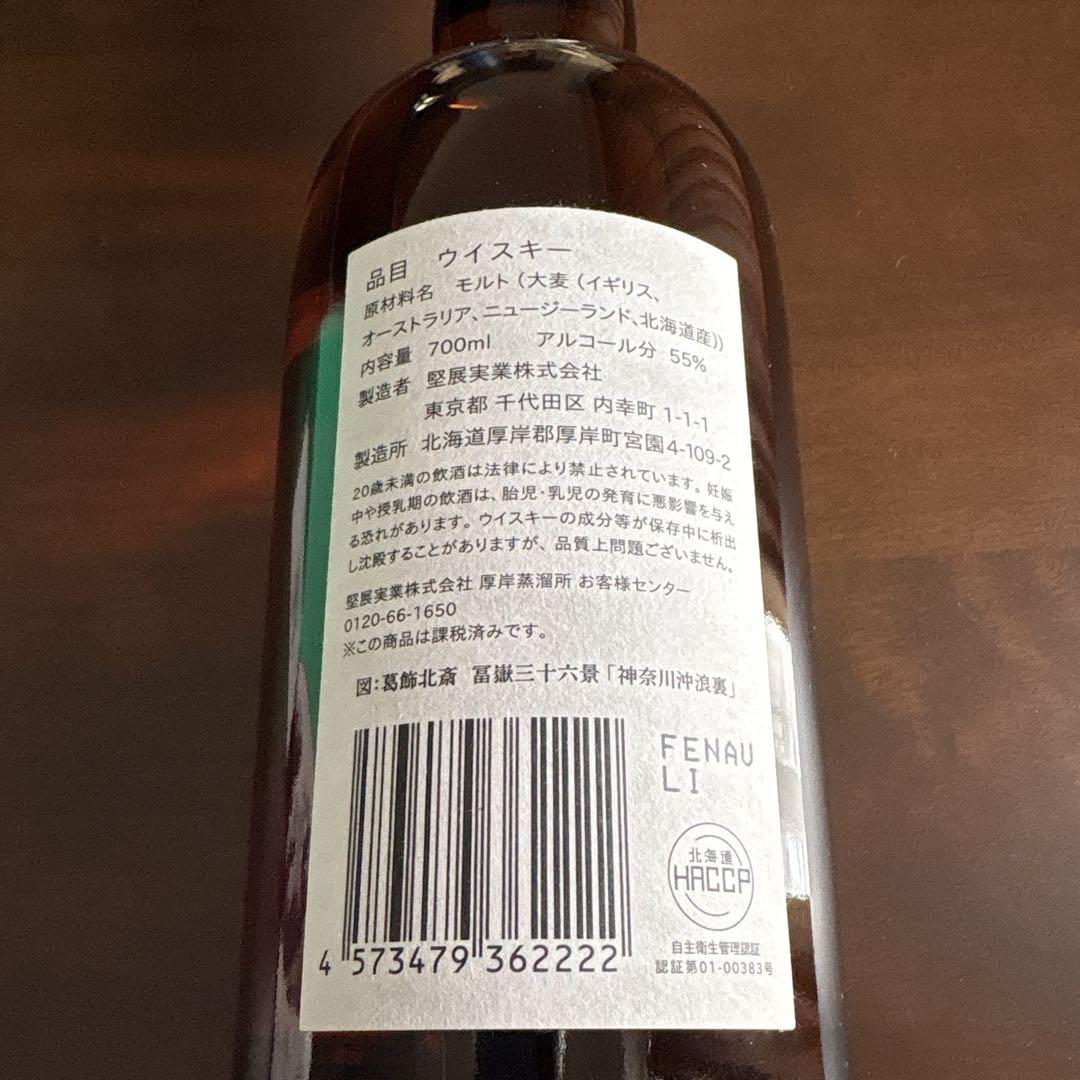 品目 ウイスキー
原材料名 モルト（大麦（イギリス、
オーストラリア、ニュージーランド、北海道産））
内容量 700ml アルコール分 55%
製造者 堅展実業株式会社
東京都 千代田区 内幸町 1-1-1
製造所 北海道厚岸郡厚岸町宮園4-109-2
20歳未満の飲酒は法律により禁止されています。妊娠
中や授乳期の飲酒は、胎児・乳児の発育に悪影響を与え
る恐れがあります。ウイスキーの成分等が保存中に析出
し沈殿することがありますが、品質上問題ございません。
堅展実業株式会社 厚岸蒸溜所 お客様センター
0120-66-1650
※この商品は課税済みです。
図：葛飾北斎 冨嶽三十六景「神奈川沖浪裏」
FENAU
LI
北海道
HACCP
自主衛生管理認証
認証第01-00383号
4 573479 362222